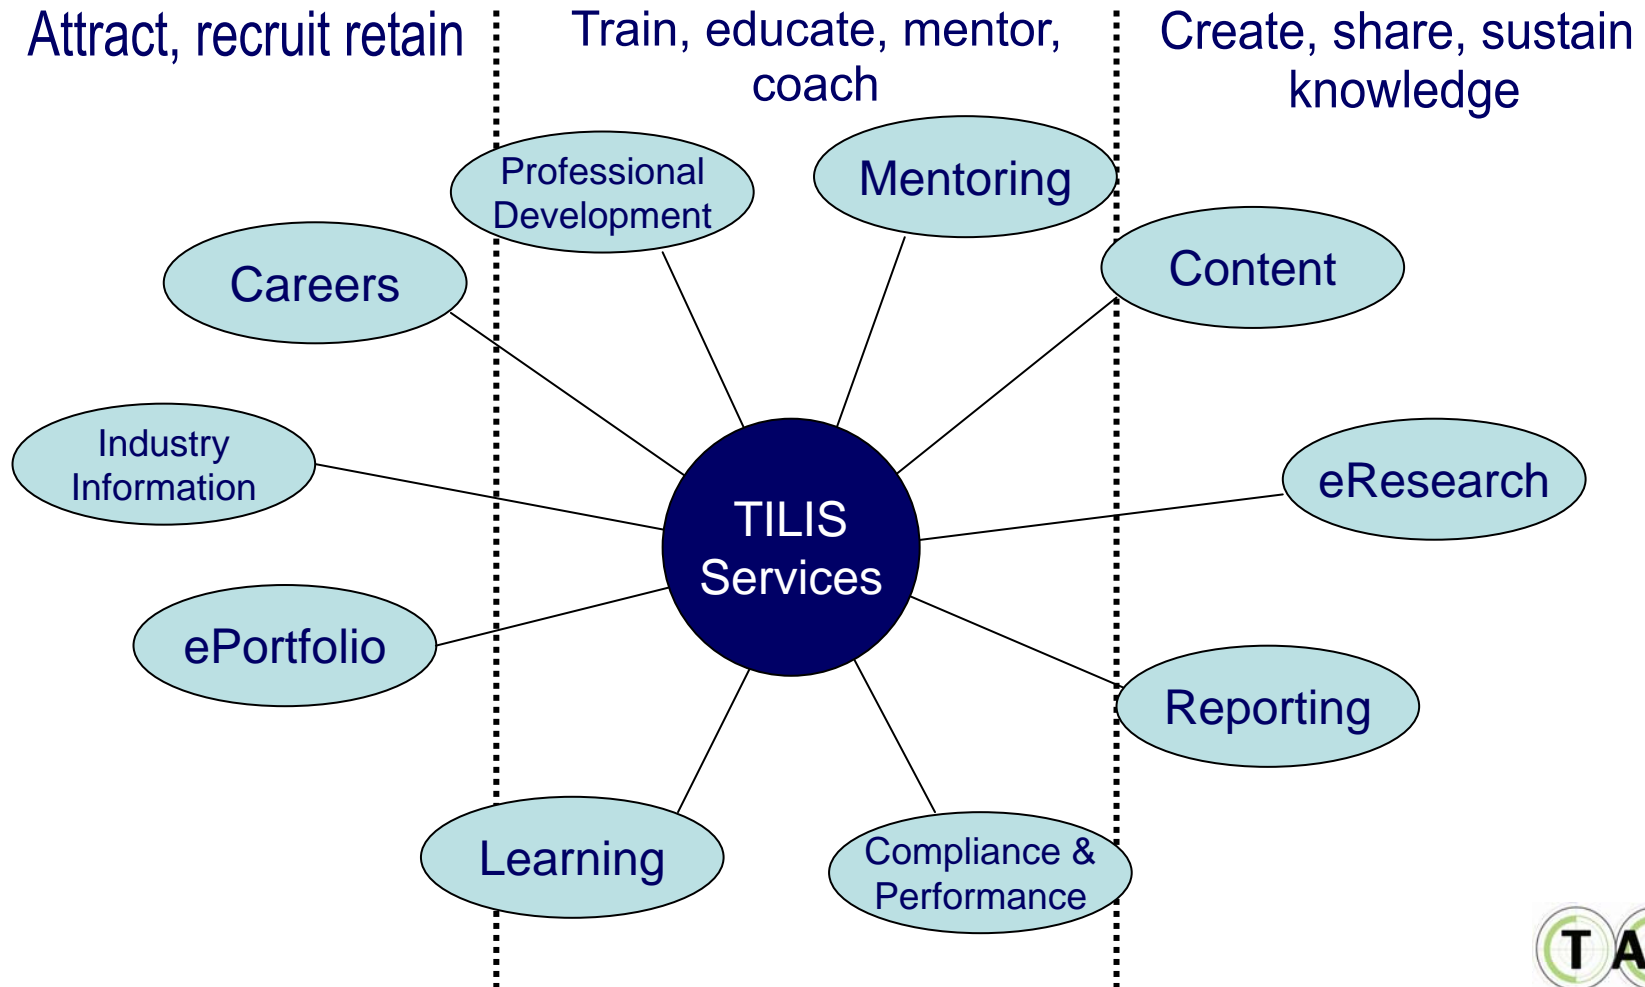 Attract, recruit retain
Train, educate, mentor,
coach
Create, share, sustain
knowledge
Professional
Development
Mentoring
Careers
Content
Industry
Information
eResearch
TILIS
Services
ePortfolio
Reporting
Learning
Compliance &
Performance
TA